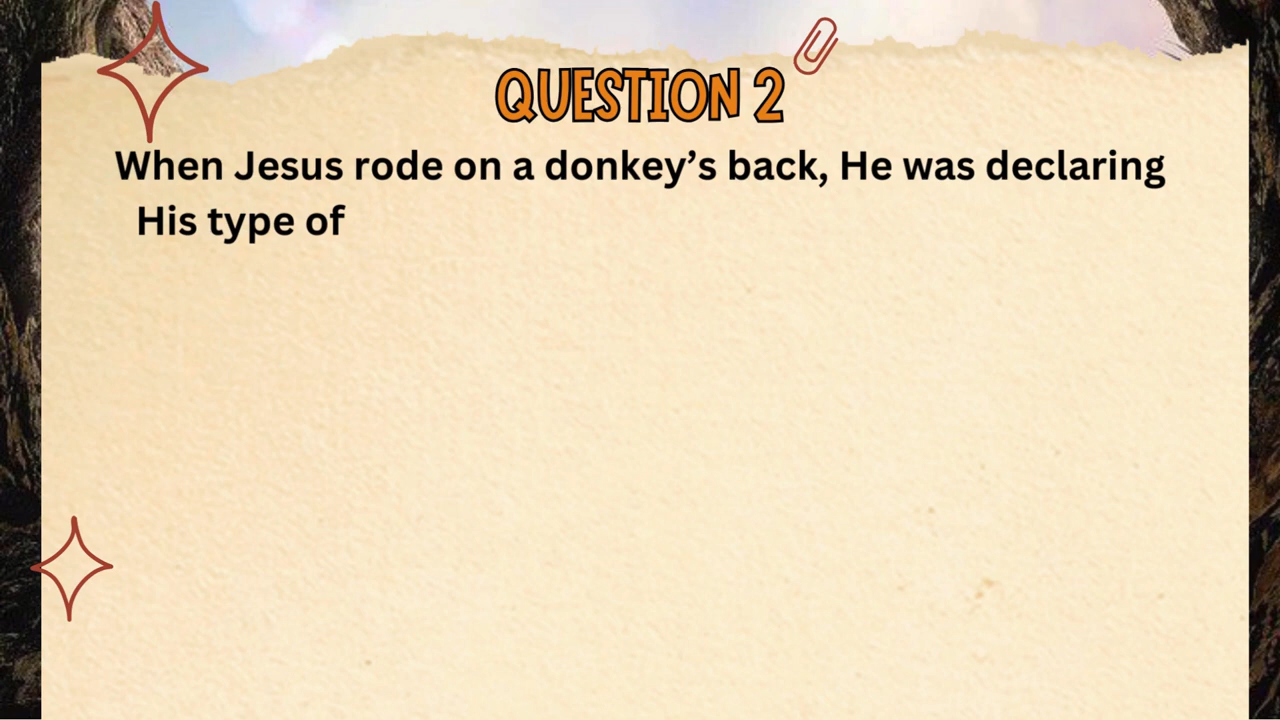 QUESTION 2
When Jesus rode on a donkey’s back, He was declaring
His type of